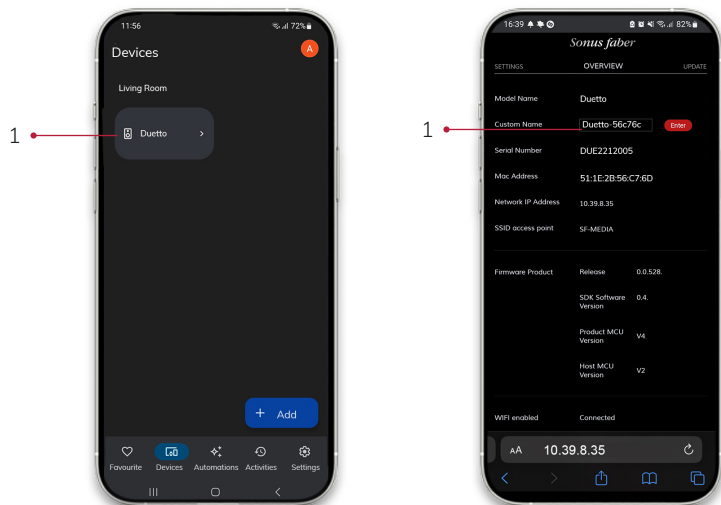 11:56
72%
Devices
A
Living Room
1
Duetto
+ Add
Favourite
Devices
Automations
Activities
Settings
16:39
82%
Sonus faber
SETTINGS
OVERVIEW
UPDATE
Model Name Duetto
1
Custom Name Duetto-56c76c Enter
Serial Number DUE2212005
Mac Address 51:1E:2B:56:C7:6D
Network IP Address 10.39.8.35
SSID access point SF-MEDIA
Firmware Product Release 0.0.528.
SDK Software Version 0.4.
Product MCU Version V4.
Host MCU Version V2
WIFI enabled Connected
AA 10.39.8.35